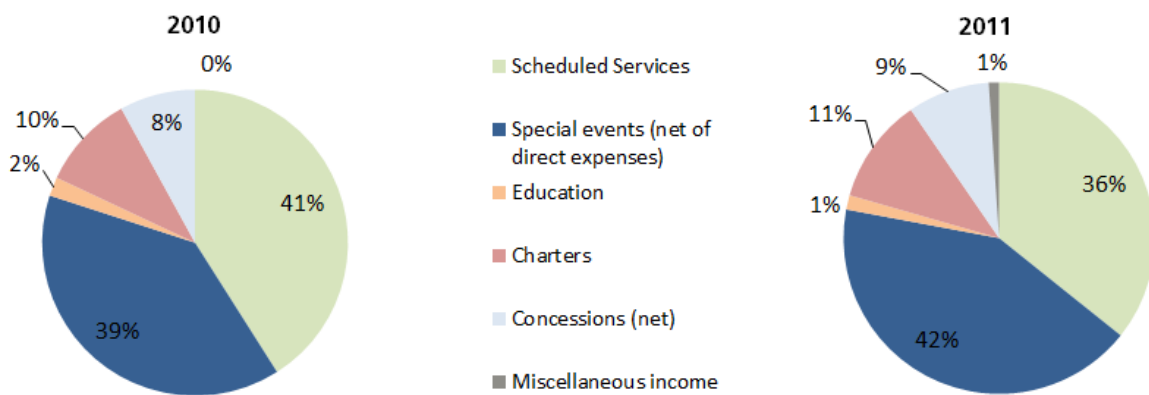 2010
0%
8%
10%
2%
41%
39%
Scheduled Services
Special events (net of
direct expenses)
Education
Charters
Concessions (net)
Miscellaneous income
2011
1%
9%
11%
36%
1%
42%